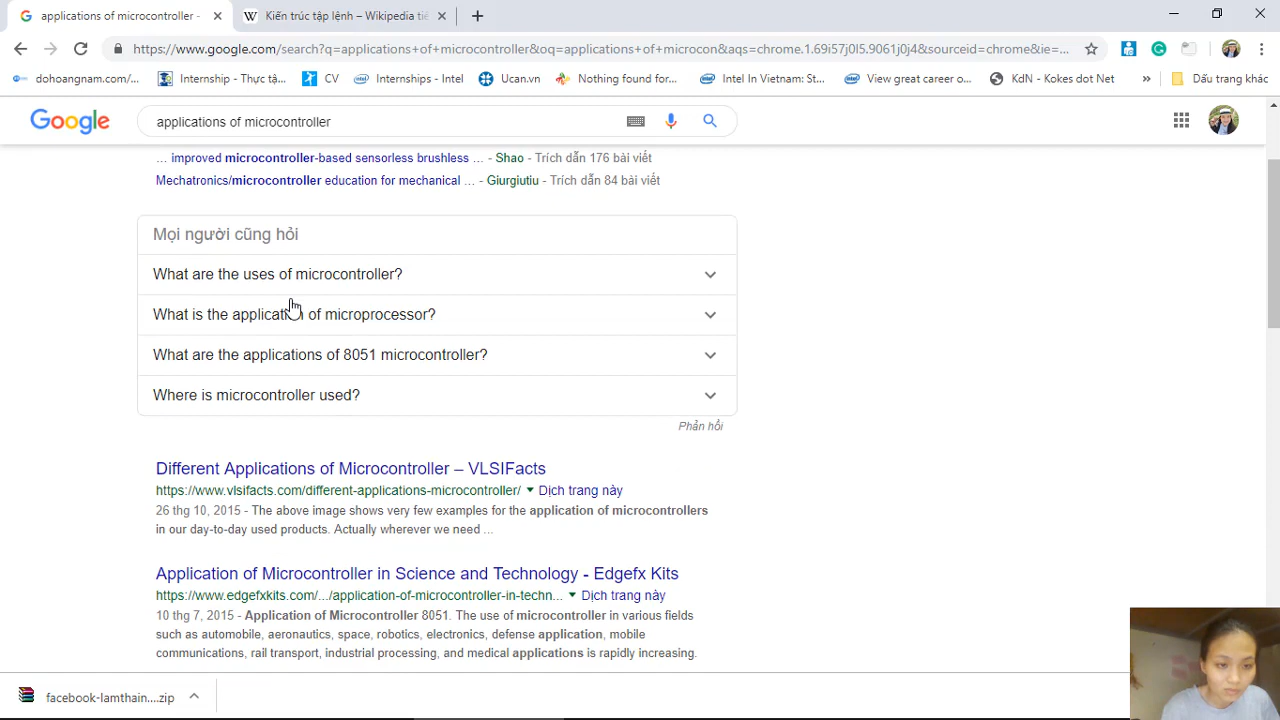 applications of microcontroller -
Kiến trúc tập lệnh – Wikipedia tiế
https://www.google.com/search?q=applications+of+microcontroller&oq=applications+of+microcon&aqs=chrome.1.69i57j0l5.9061j0j4&sourceid=chrome&ie=...
dohoangnam.com/...
Internship - Thực tậ...
CV
Internships - Intel
Ucan.vn
Nothing found for...
Intel In Vietnam: St...
View great career o...
KdN - Kokes dot Net
»
Dấu trang khác
Google
applications of microcontroller
... improved microcontroller-based sensorless brushless ... - Shao - Trích dẫn 176 bài viết
Mechatronics/microcontroller education for mechanical ... - Giurgiutiu - Trích dẫn 84 bài viết
Mọi người cũng hỏi
What are the uses of microcontroller?
What is the application of microprocessor?
What are the applications of 8051 microcontroller?
Where is microcontroller used?
Phản hồi
Different Applications of Microcontroller – VLSIFacts
https://www.vlsifacts.com/different-applications-microcontroller/ ▼ Dịch trang này
26 thg 10, 2015 - The above image shows very few examples for the application of microcontrollers
in our day-to-day used products. Actually wherever we need ...
Application of Microcontroller in Science and Technology - Edgefx Kits
https://www.edgefxkits.com/.../application-of-microcontroller-in-techn... ▼ Dịch trang này
10 thg 7, 2015 - Application of Microcontroller 8051. The use of microcontroller in various fields
such as automobile, aeronautics, space, robotics, electronics, defense application, mobile
communications, rail transport, industrial processing, and medical applications is rapidly increasing.
facebook-lamthain....zip